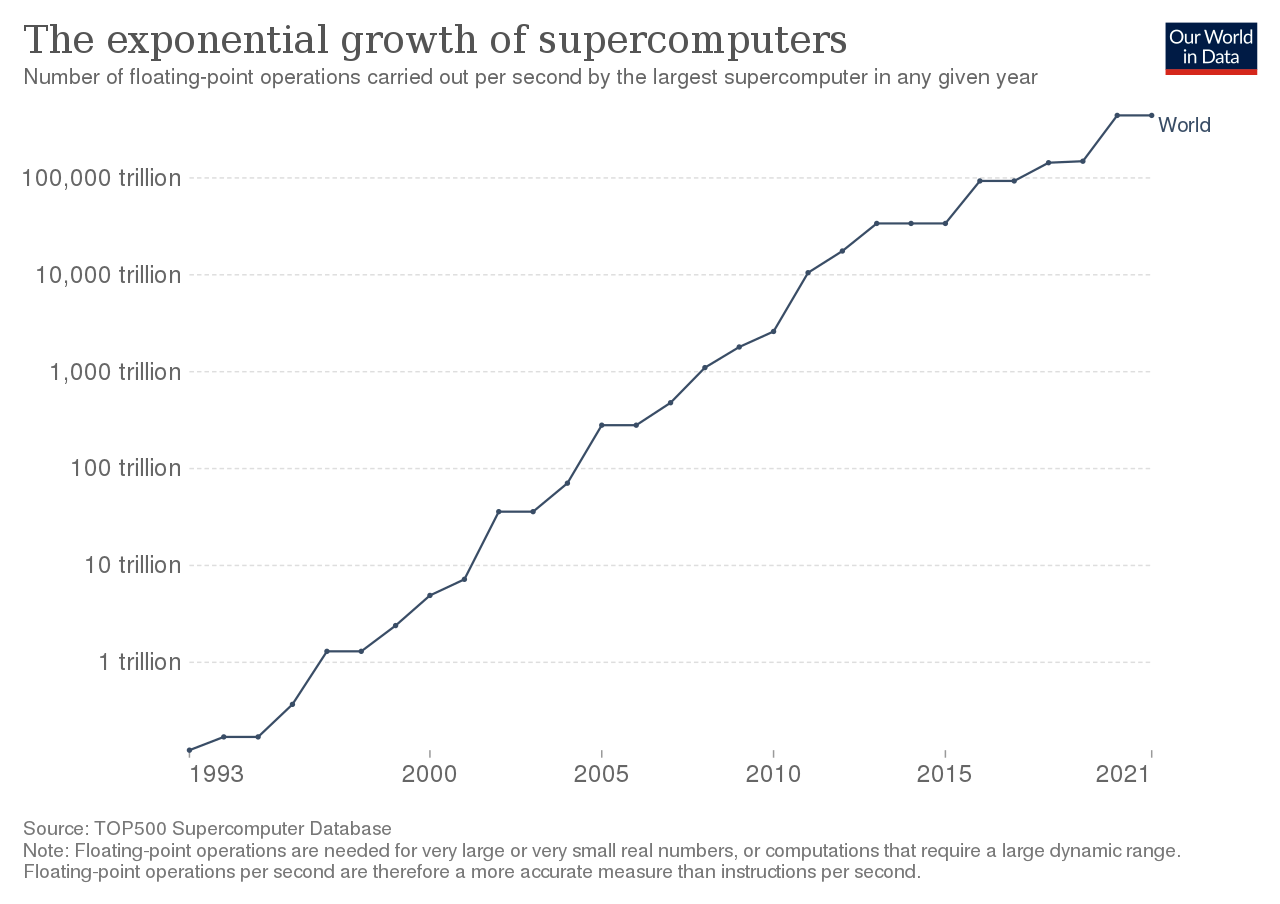 The exponential growth of supercomputers
Our World
in Data
Number of floating-point operations carried out per second by the largest supercomputer in any given year
World
100,000 trillion
10,000 trillion
1,000 trillion
100 trillion
10 trillion
1 trillion
1993
2000
2005
2010
2015
2021
Source: TOP500 Supercomputer Database
Note: Floating-point operations are needed for very large or very small real numbers, or computations that require a large dynamic range.
Floating-point operations per second are therefore a more accurate measure than instructions per second.